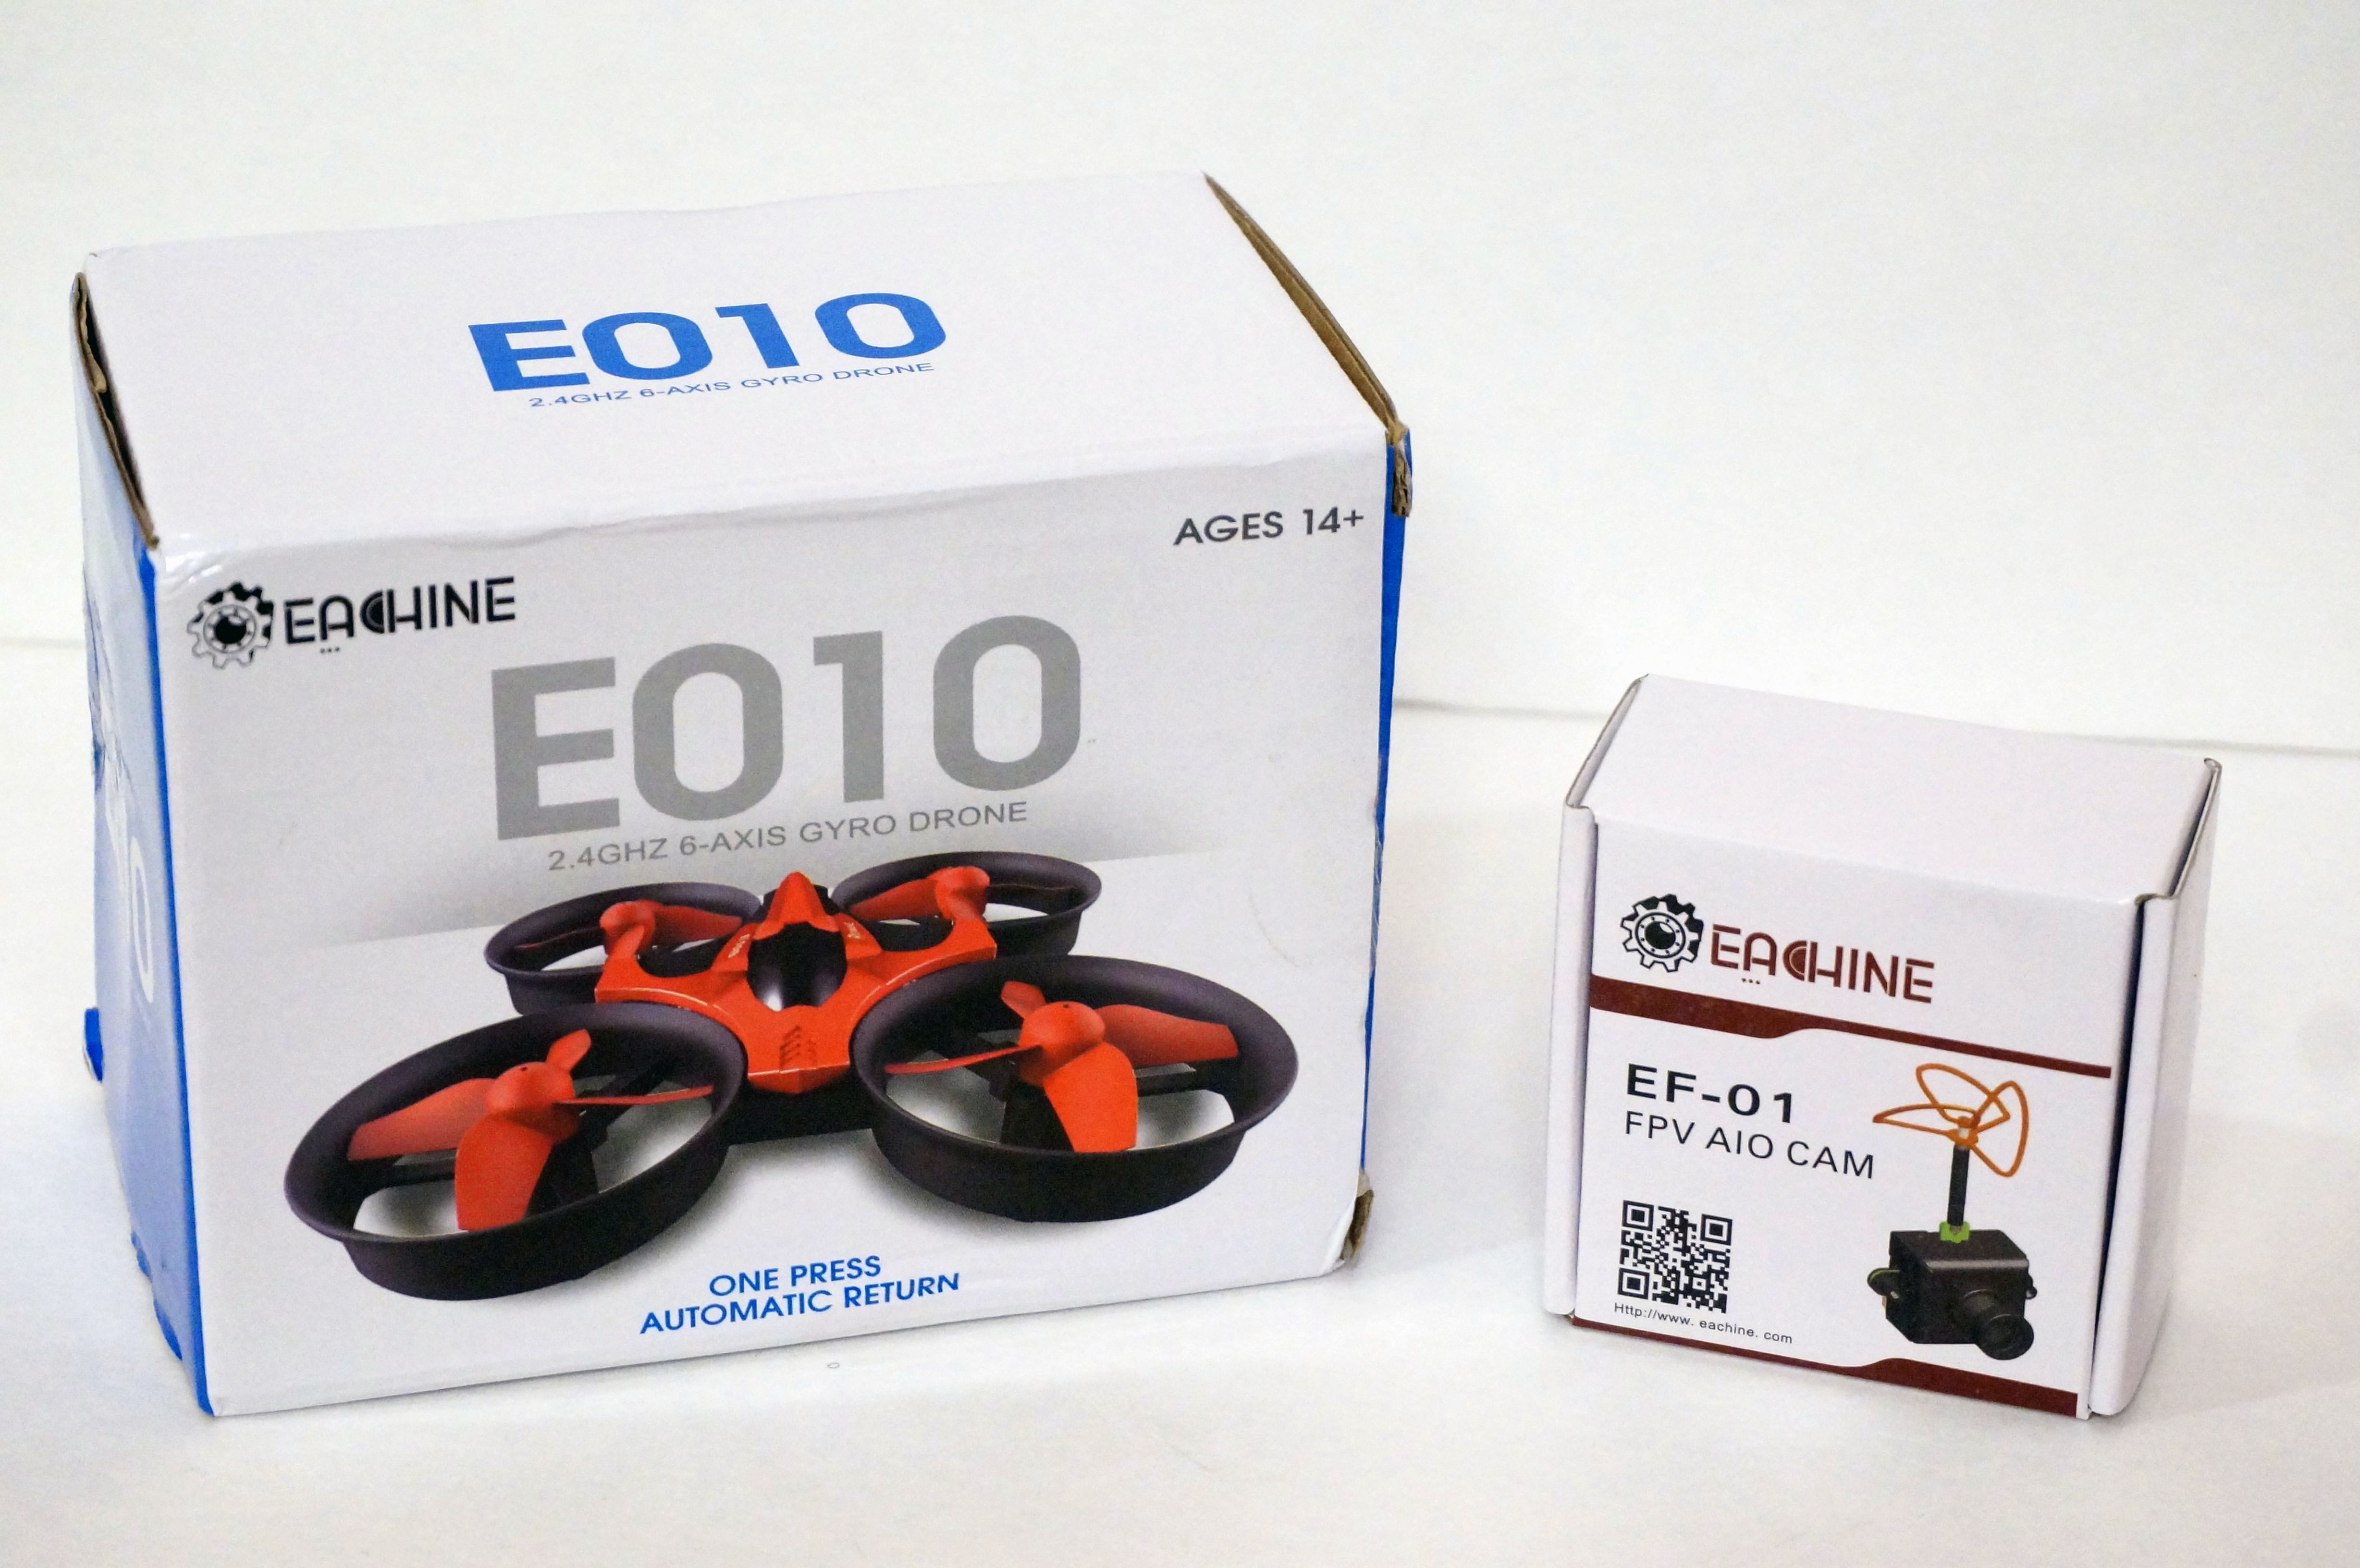 E010
2.4GHZ 6-AXIS GYRO DRONE
AGES 14+
EACHINE
E010
2.4GHZ 6-AXIS GYRO DRONE
ONE PRESS
AUTOMATIC RETURN
EACHINE
EF-01
FPV AIO CAM
Http://www. eachine. com